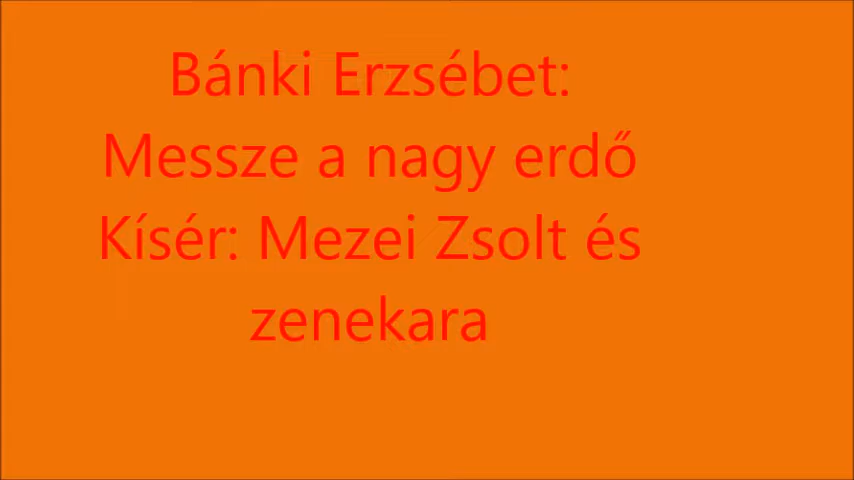 Bánki Erzsébet:
Messze a nagy erdő
Kísér: Mezei Zsolt és
zenekara